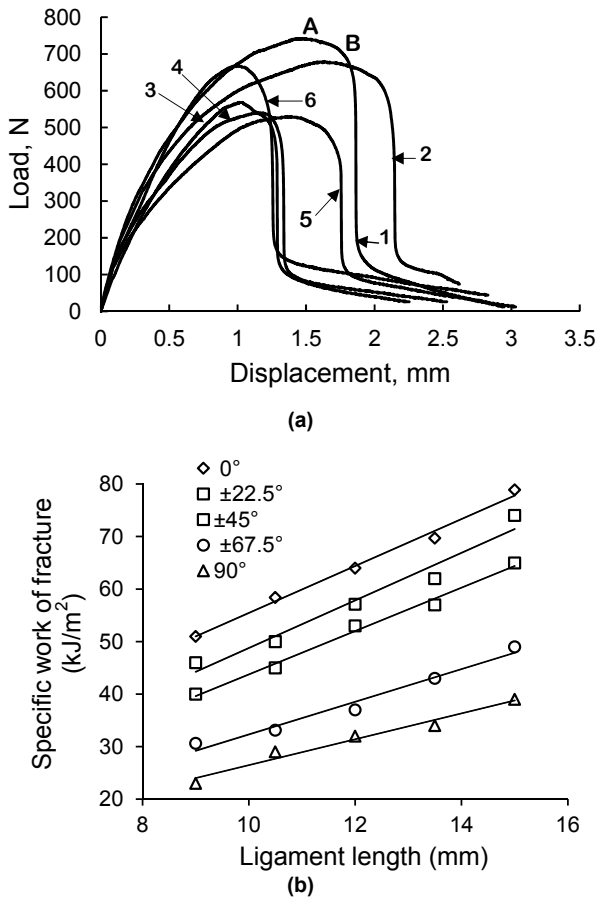 800
700
600
500
400
300
200
100
0
Load, N
A
B
3
4
6
2
5
1
0 0.5 1 1.5 2 2.5 3 3.5
Displacement, mm
(a)
0°
±22.5°
±45°
±67.5°
90°
80
70
60
50
40
30
20
Specific work of fracture
(kJ/m²)
8 10 12 14 16
Ligament length (mm)
(b)